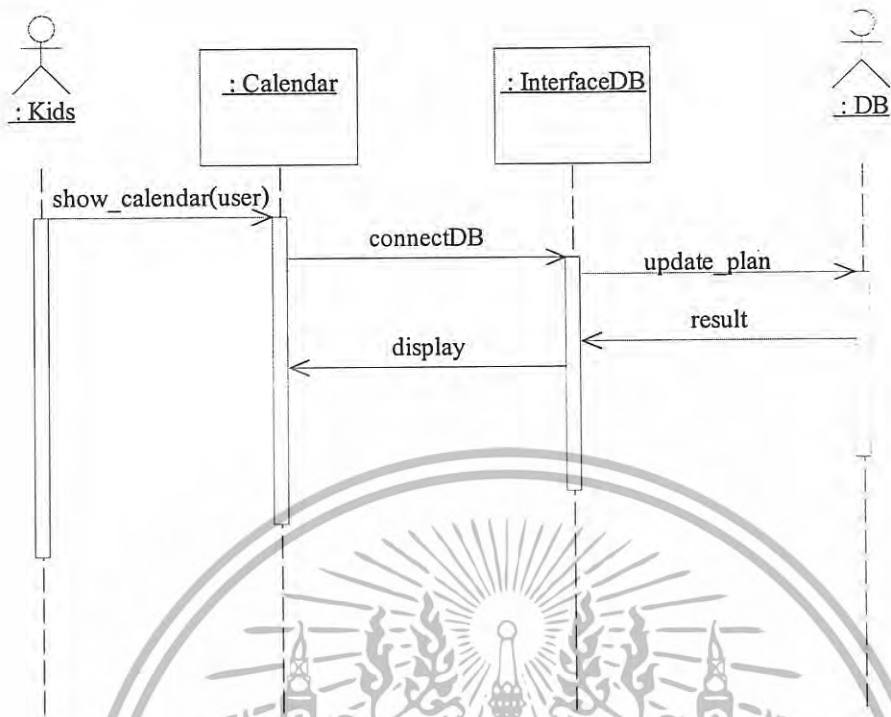 : Kids
: Calendar
: InterfaceDB
: DB
show_calendar(user)
connectDB
update_plan
result
display